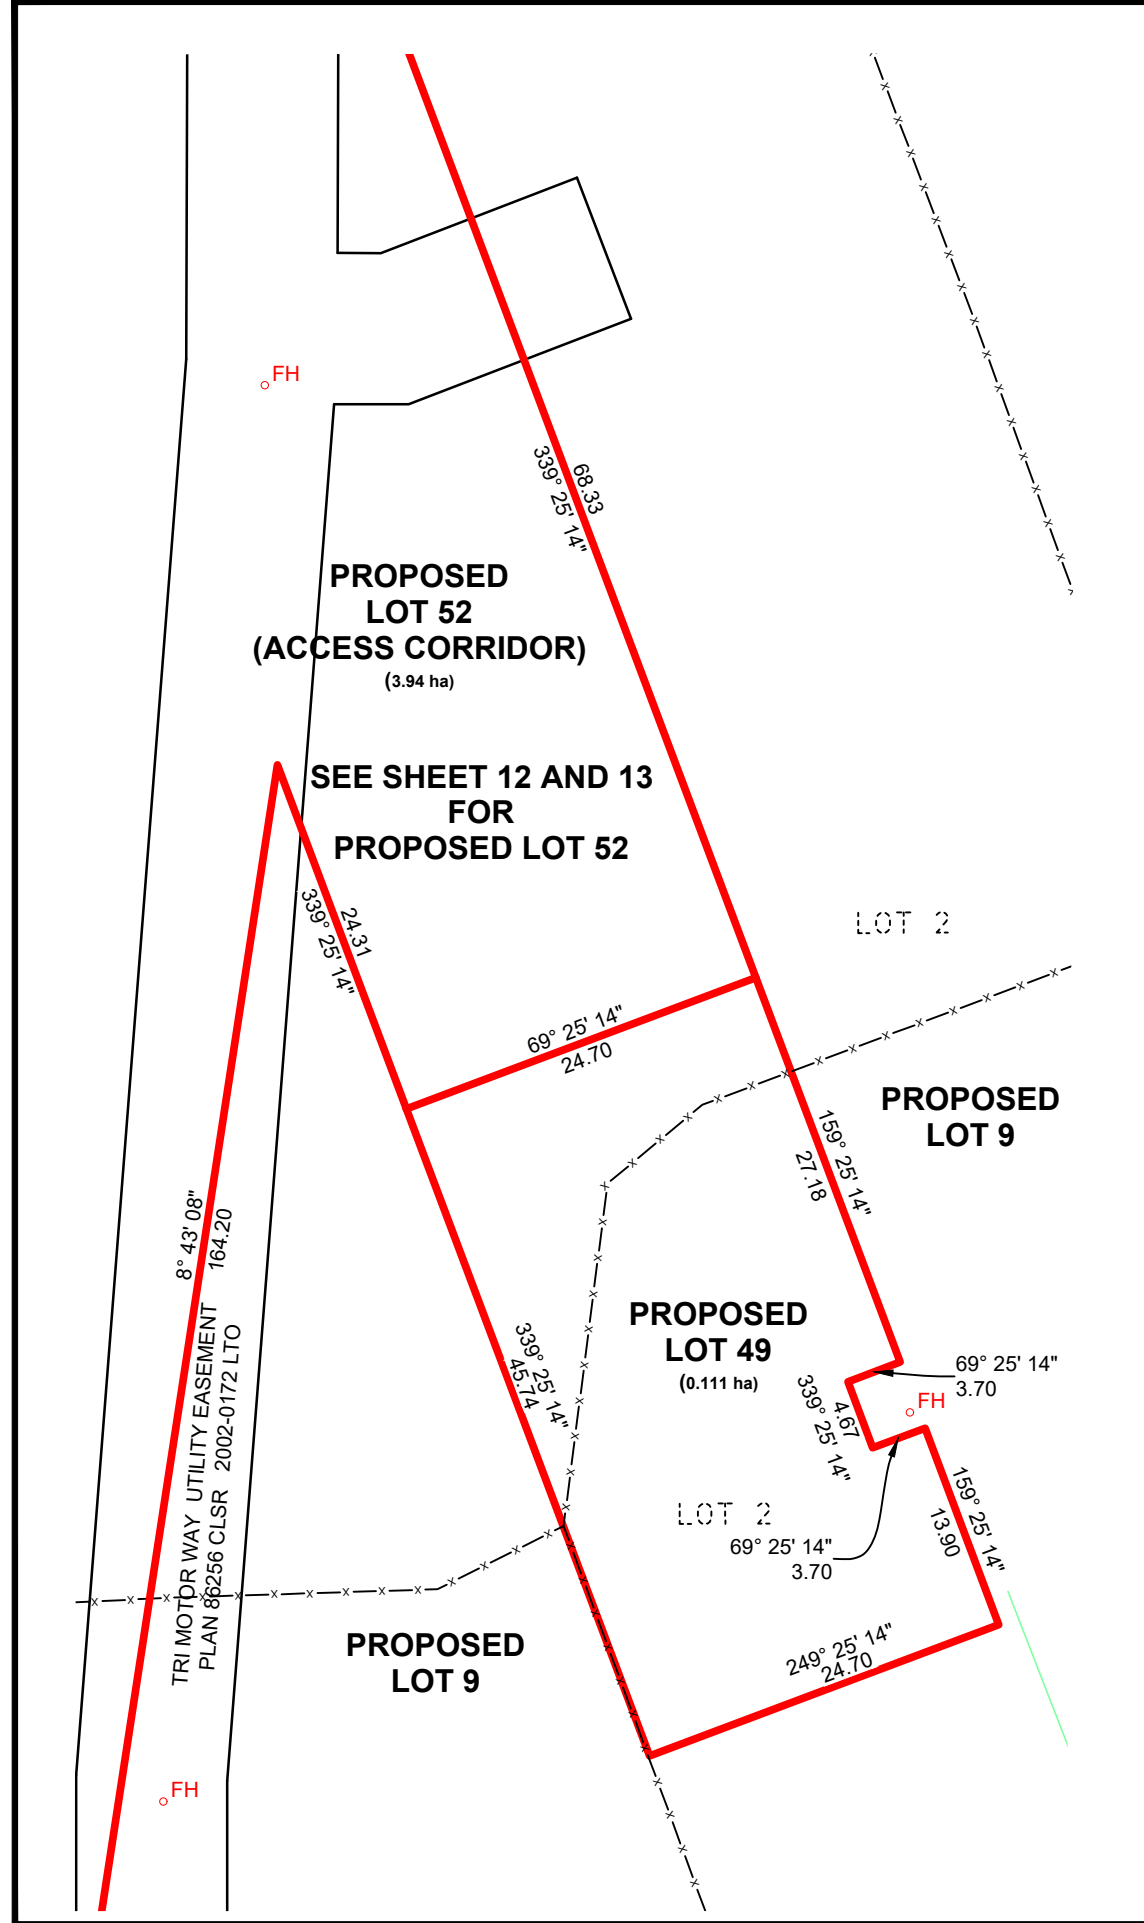 FH
68.33
339° 25' 14"
PROPOSED
LOT 52
(ACCESS CORRIDOR)
(3.94 ha)
SEE SHEET 12 AND 13
FOR
PROPOSED LOT 52
24.31
339° 25' 14"
LOT 2
69° 25' 14"
24.70
PROPOSED
LOT 9
159° 25' 14"
27.18
8° 43' 08"
164.20
TRI MOTOR WAY UTILITY EASEMENT
PLAN 86256 CLSR 2002-0172 LTO
339° 25' 14"
45.74
PROPOSED
LOT 49
(0.111 ha)
69° 25' 14"
3.70
FH
4.67
339° 25' 14"
159° 25' 14"
13.90
LOT 2
69° 25' 14"
3.70
249° 25' 14"
24.70
PROPOSED
LOT 9
FH